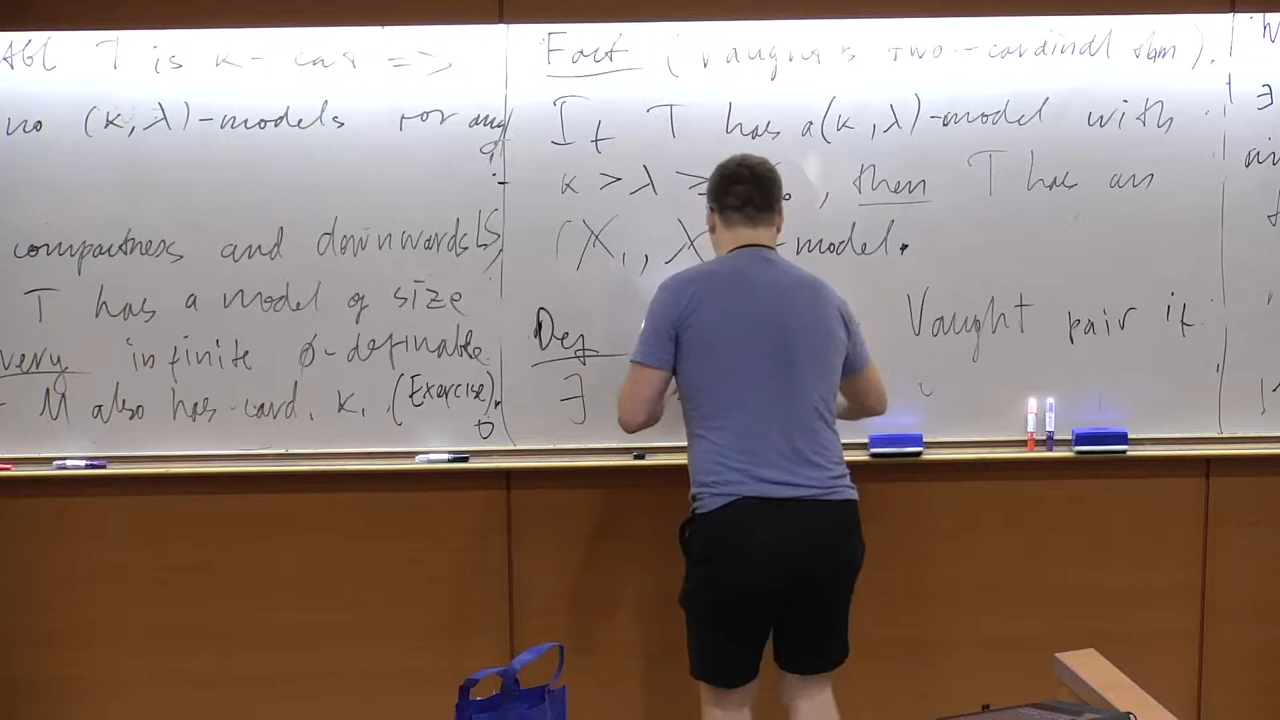 T is κ-cat =>
no (κ,λ)-models for any
compactness and downwards LS,
T has a model of size
every infinite ∅-definable
M also has card. κ. (Exercise).
Fact (Vaught's two-cardinal thm).
If T has a (κ,λ)-model with
κ > λ ≥ , then T has an
(ℵ₁, ℵ -model.
Def Vaught pair if
∃
∃